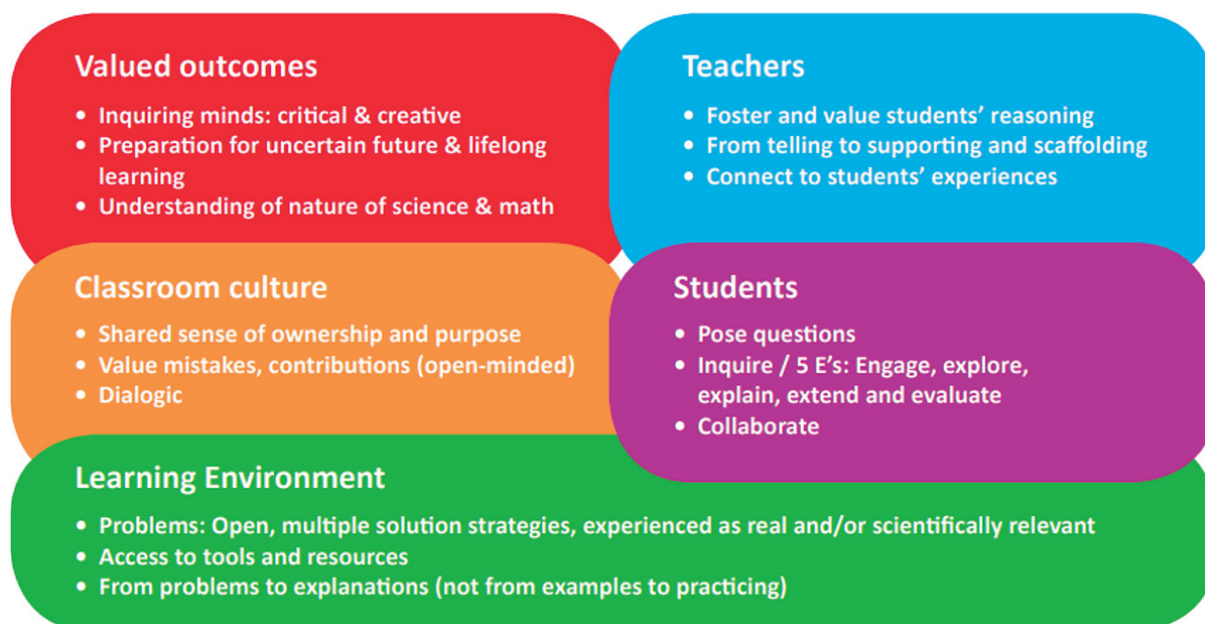 Valued outcomes
• Inquiring minds: critical & creative
• Preparation for uncertain future & lifelong
learning
• Understanding of nature of science & math
Teachers
• Foster and value students’ reasoning
• From telling to supporting and scaffolding
• Connect to students’ experiences
Classroom culture
• Shared sense of ownership and purpose
• Value mistakes, contributions (open-minded)
• Dialogic
Students
• Pose questions
• Inquire / 5 E’s: Engage, explore,
explain, extend and evaluate
• Collaborate
Learning Environment
• Problems: Open, multiple solution strategies, experienced as real and/or scientifically relevant
• Access to tools and resources
• From problems to explanations (not from examples to practicing)